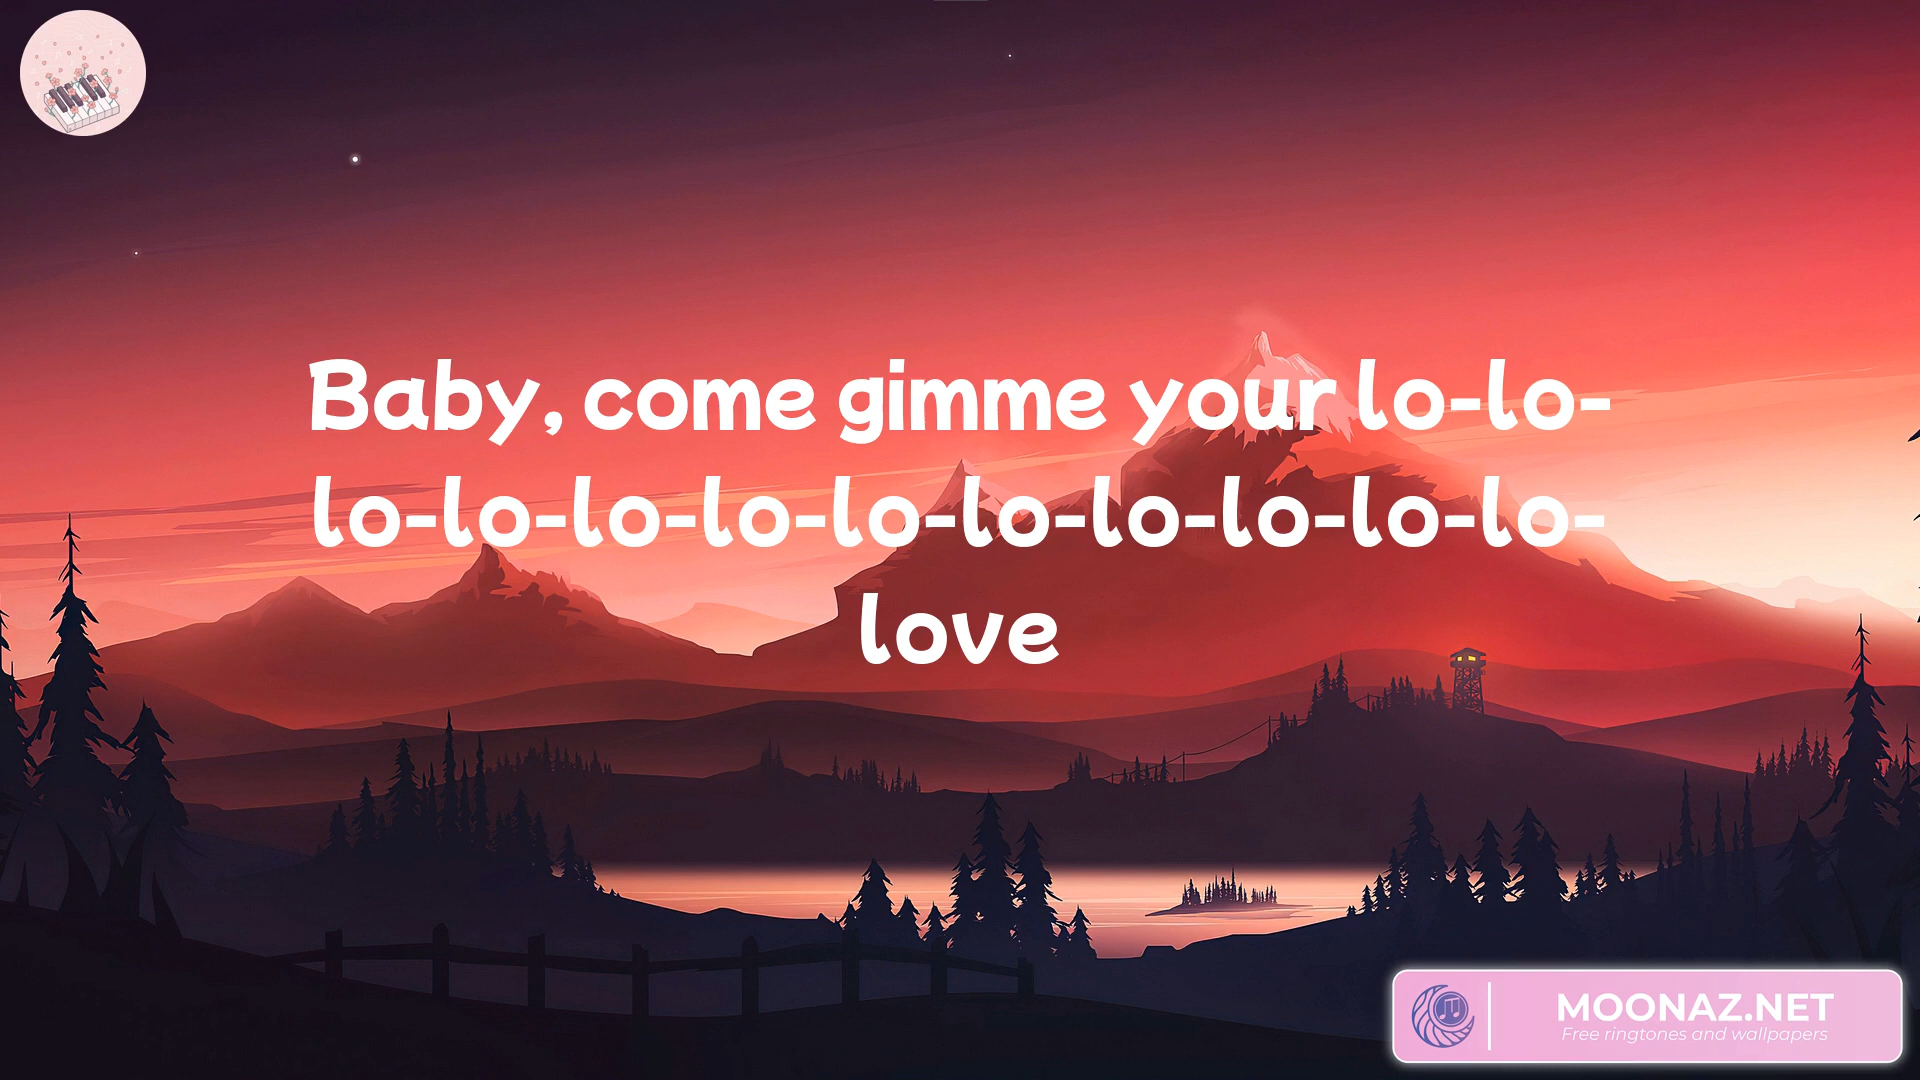 Baby, come gimme your lo-lo-
lo-lo-lo-lo-lo-lo-lo-lo-lo-lo-
love
MOONAZ.NET
Free ringtones and wallpapers